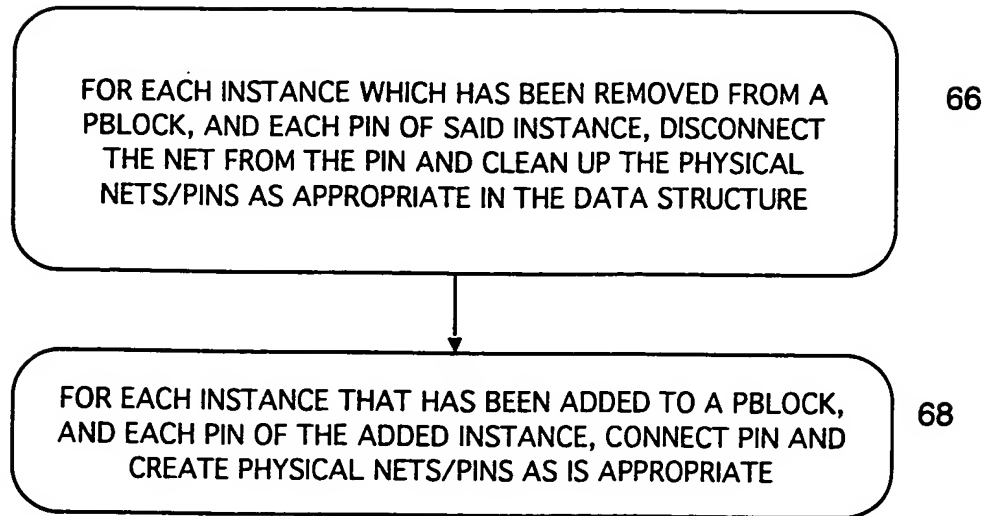 FOR EACH INSTANCE WHICH HAS BEEN REMOVED FROM A
PBLOCK, AND EACH PIN OF SAID INSTANCE, DISCONNECT
THE NET FROM THE PIN AND CLEAN UP THE PHYSICAL
NETS/PINS AS APPROPRIATE IN THE DATA STRUCTURE
66
FOR EACH INSTANCE THAT HAS BEEN ADDED TO A PBLOCK,
AND EACH PIN OF THE ADDED INSTANCE, CONNECT PIN AND
CREATE PHYSICAL NETS/PINS AS IS APPROPRIATE
68